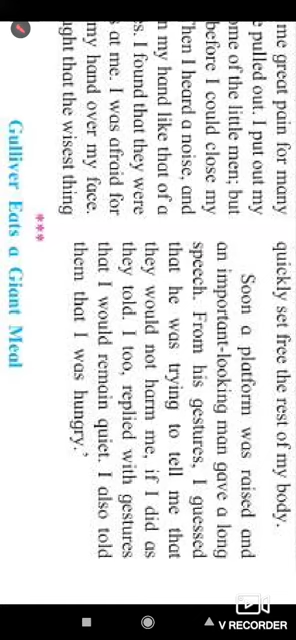 me great pain for many
e pulled out. I put out my
ome of the little men; but
before I could close my
hen I heard a noise, and
n my hand like that of a
es. I found that they were
s at me. I was afraid for
my hand over my face.
ught that the wisest thing
quickly set free the rest of my body.
Soon a platform was raised and
an important-looking man gave a long
speech. From his gestures, I guessed
that he was trying to tell me that
they would not harm me, if I did as
they told. I too, replied with gestures
that I would remain quiet. I also told
them that I was hungry.'
***
Gulliver Eats a Giant Meal
V RECORDER